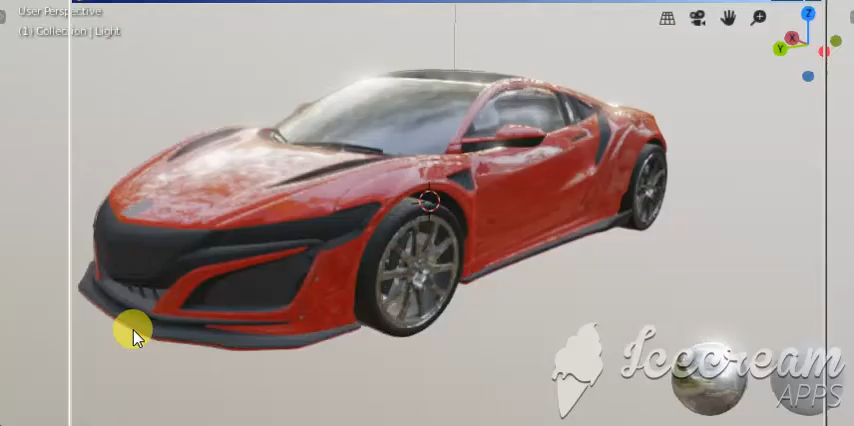 User Perspective
(1) Collection | Light
Z
X
Y
Icecream
APPS